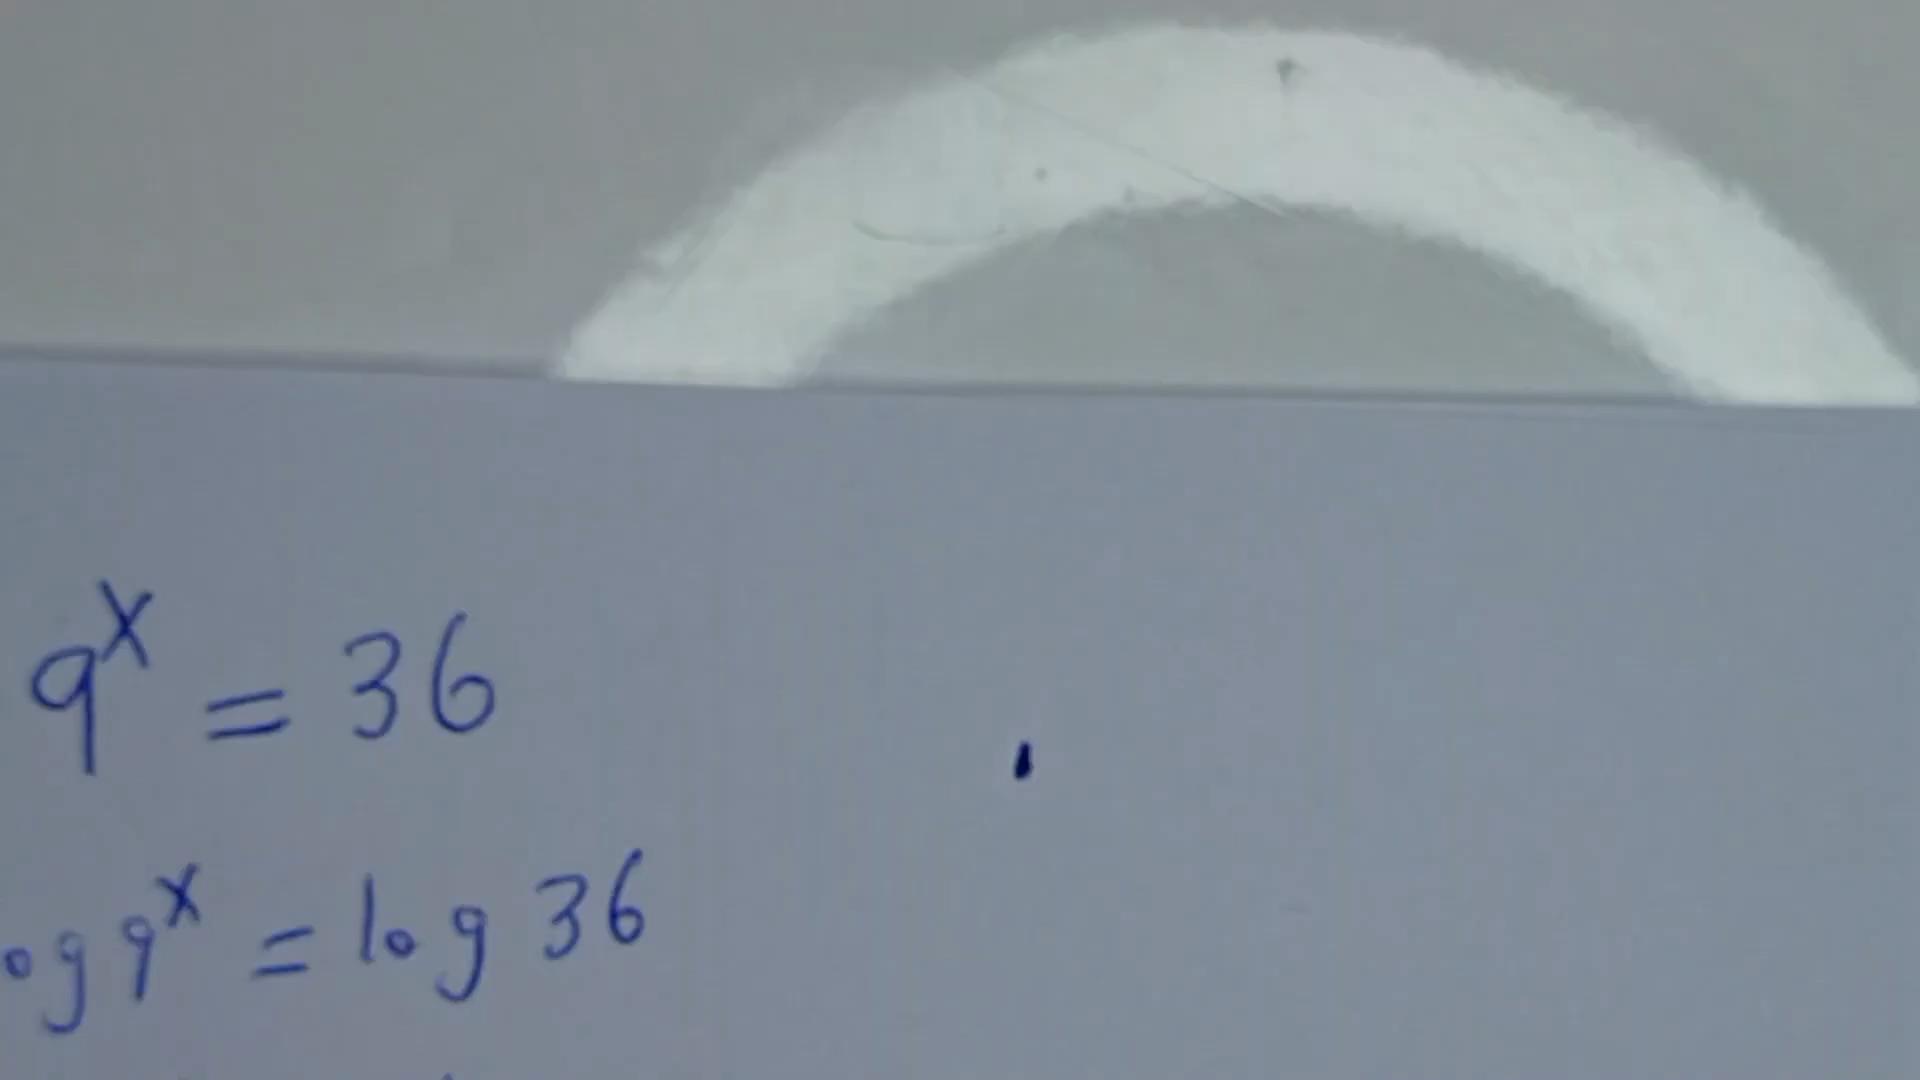 9^x = 36
og 9^x = log 36